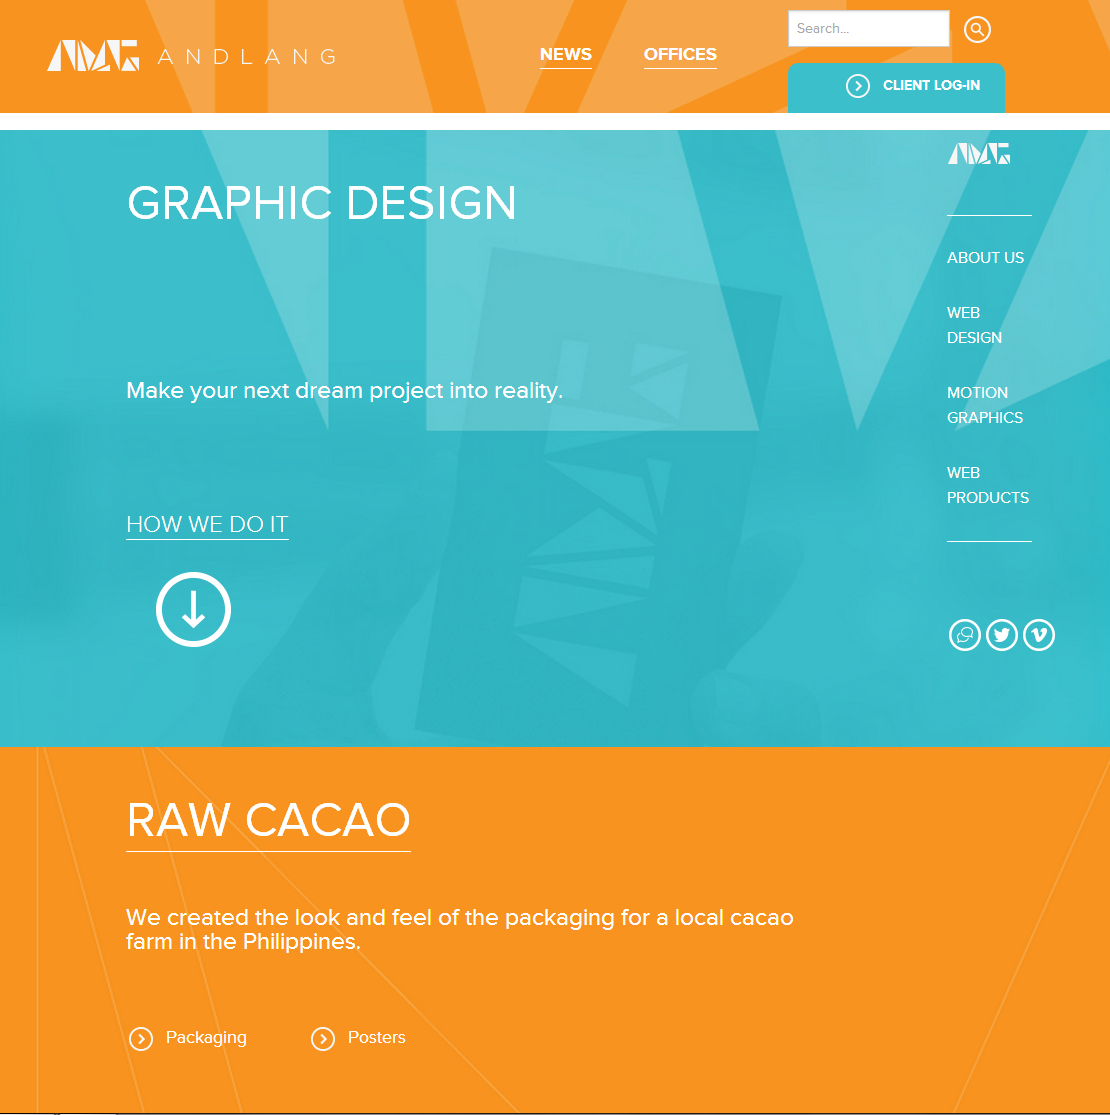 ANDLANG
NEWS
OFFICES
Search...
CLIENT LOG-IN
GRAPHIC DESIGN
Make your next dream project into reality.
HOW WE DO IT
ABOUT US
WEB
DESIGN
MOTION
GRAPHICS
WEB
PRODUCTS
RAW CACAO
We created the look and feel of the packaging for a local cacao
farm in the Philippines.
Packaging
Posters